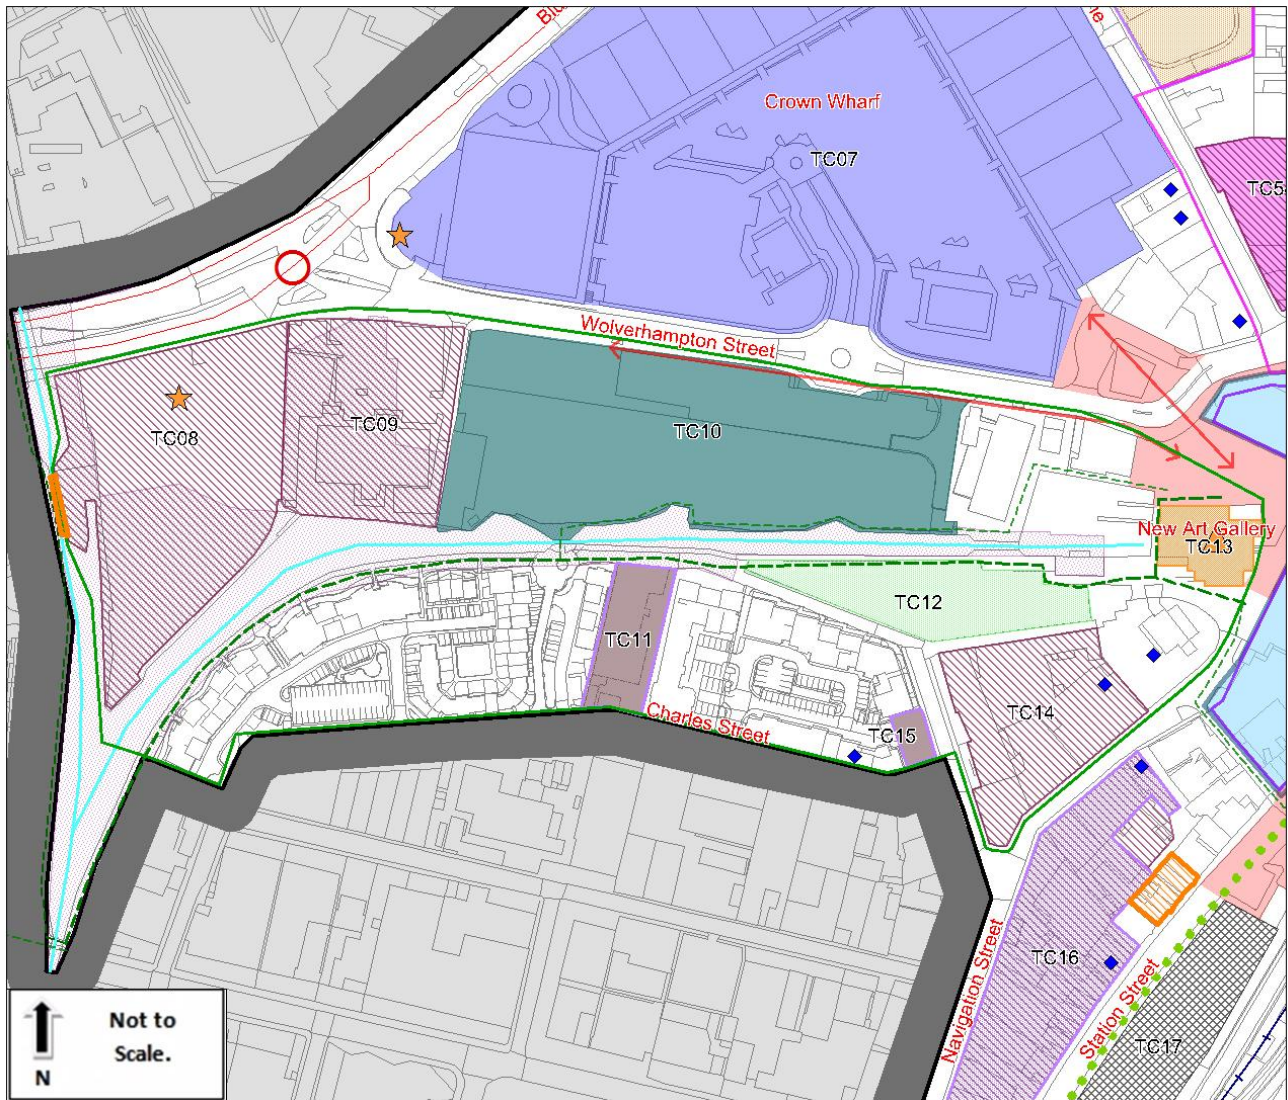 Crown Wharf
TC07
Wolverhampton Street
TC08
TC09
TC10
New Art Gallery
TC13
TC12
TC11
Charles Street
TC15
TC14
TC16
Navigation Street
Station Street
TC17
Not to
Scale.
N